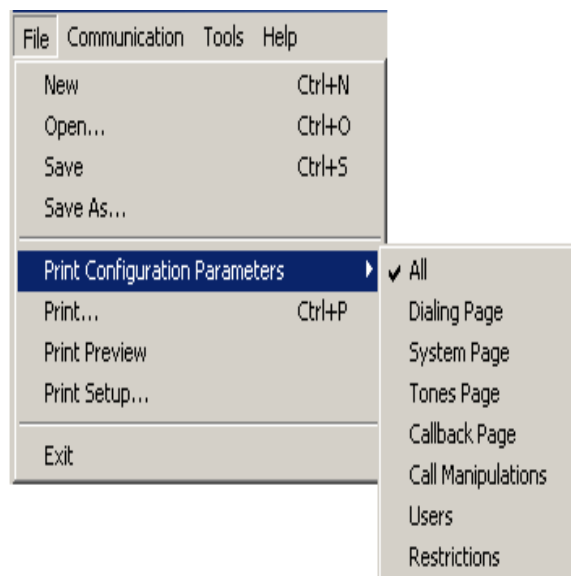 File Communication Tools Help
New Ctrl+N
Open... Ctrl+O
Save Ctrl+S
Save As...
Print Configuration Parameters
Print... Ctrl+P
Print Preview
Print Setup...
Exit
All
Dialing Page
System Page
Tones Page
Callback Page
Call Manipulations
Users
Restrictions